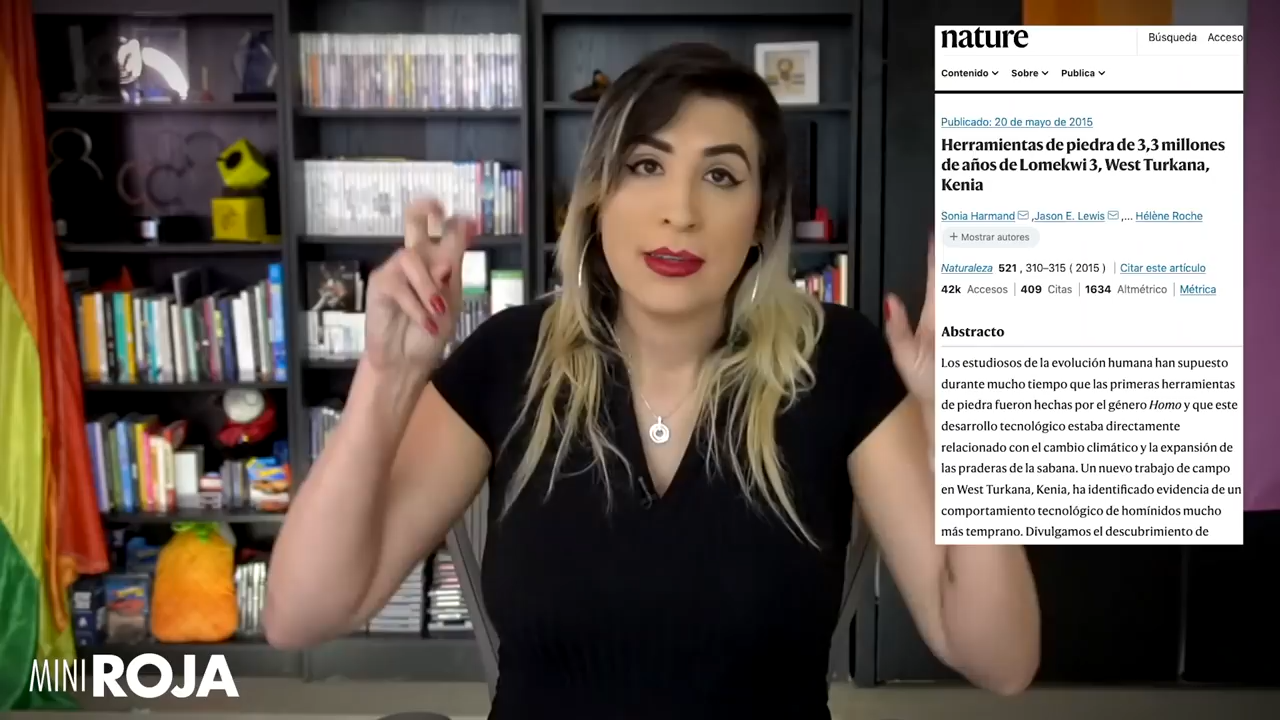 nature
Búsqueda Acceso
Contenido Sobre Publica
Publicado: 20 de mayo de 2015
Herramientas de piedra de 3,3 millones
de años de Lomekwi 3, West Turkana,
Kenia
Sonia Harmand ,Jason E. Lewis ,... Hélène Roche
+ Mostrar autores
Naturaleza 521 , 310–315 ( 2015 ) | Citar este artículo
42k Accesos | 409 Citas | 1634 Altmétrico | Métrica
Abstracto
Los estudiosos de la evolución humana han supuesto
durante mucho tiempo que las primeras herramientas
de piedra fueron hechas por el género Homo y que este
desarrollo tecnológico estaba directamente
relacionado con el cambio climático y la expansión de
las praderas de la sabana. Un nuevo trabajo de campo
en West Turkana, Kenia, ha identificado evidencia de un
comportamiento tecnológico de homínidos mucho
más temprano. Divulgamos el descubrimiento de
MINI ROJA